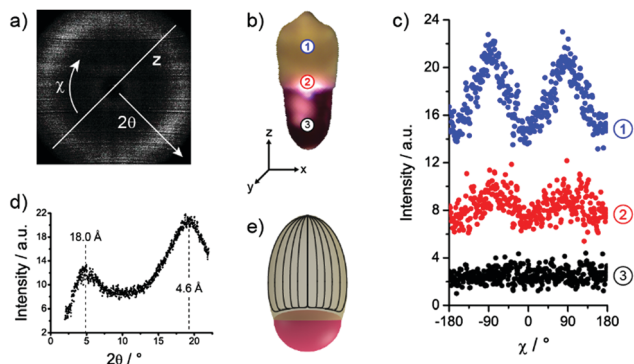 a)
z
χ
2θ
b)
1
2
3
z
y
x
c)
Intensity / a.u.
24
20
16
12
8
4
0
1
2
3
-180
-90
0
90
180
χ / °
d)
Intensity / a.u.
22
20
18
16
14
12
10
8
6
4
2
18.0 Å
4.6 Å
0
5
10
15
20
2θ / °
e)